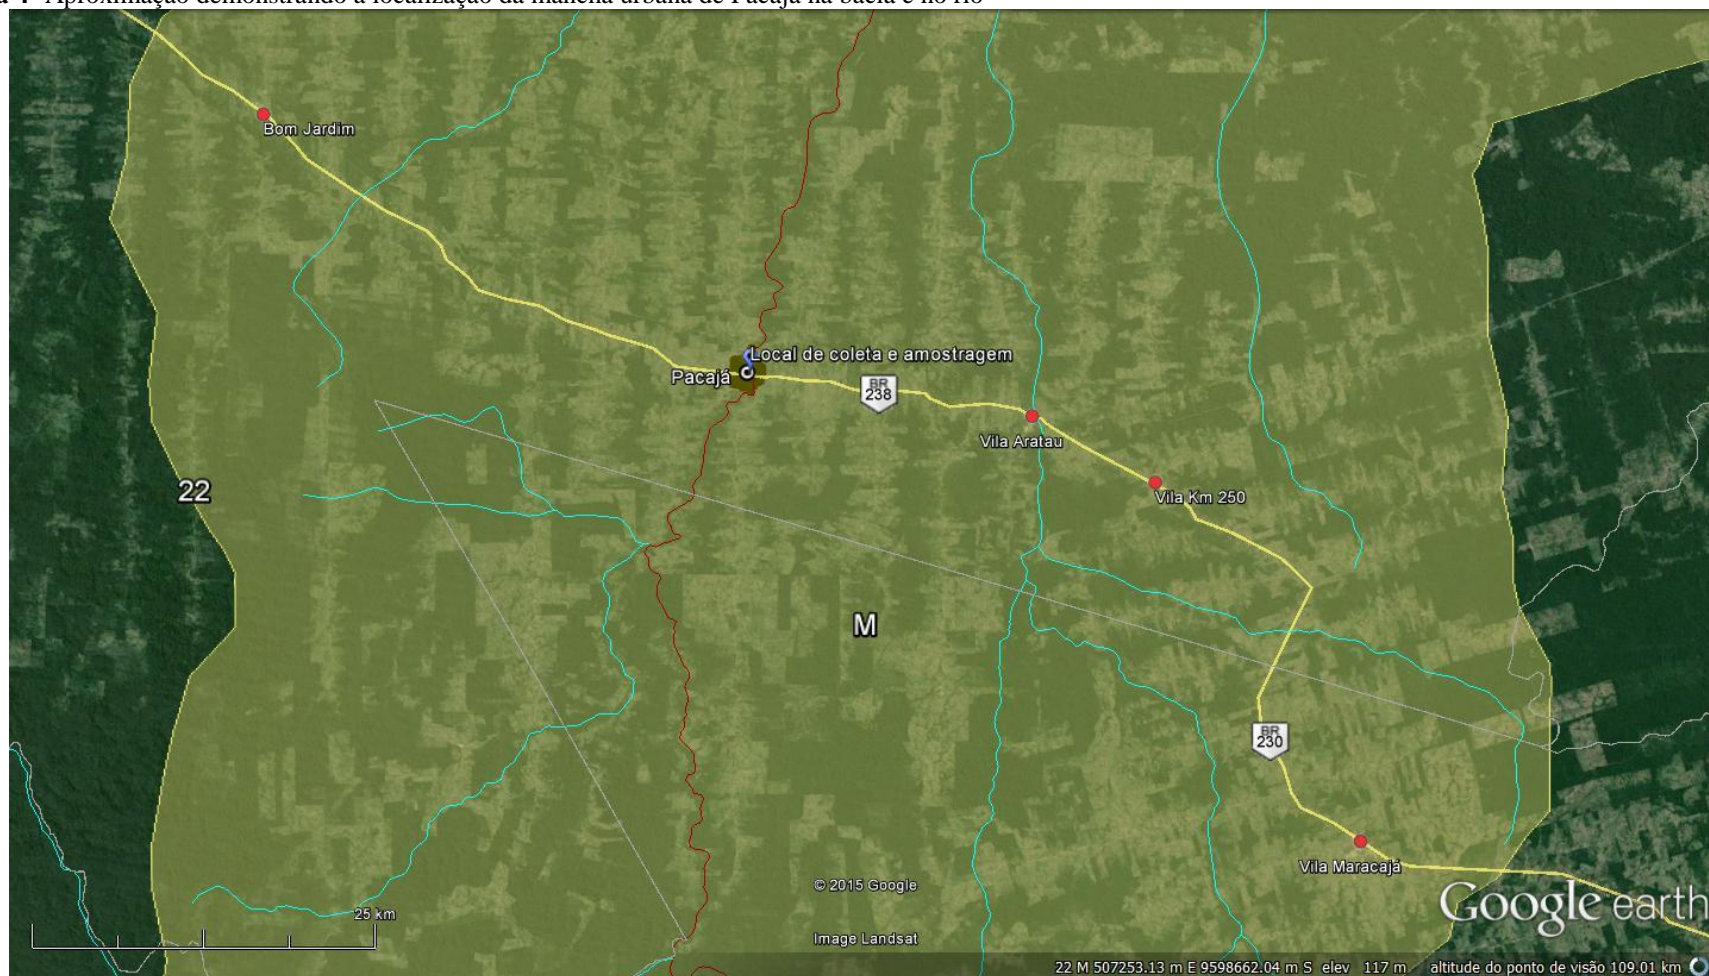 Aproximação demonstrando a localização da mancha urbana de Pacajá na bacia e no rio
Bom Jardim
Local de coleta e amostragem
Pacajá
BR
238
Vila Aratau
22
Vila Km 250
M
BR
230
Vila Maracajá
© 2015 Google
Google earth
25 km
Image Landsat
22 M 507253.13 m E 9598662.04 m S elev 117 m altitude do ponto de visão 109.01 km